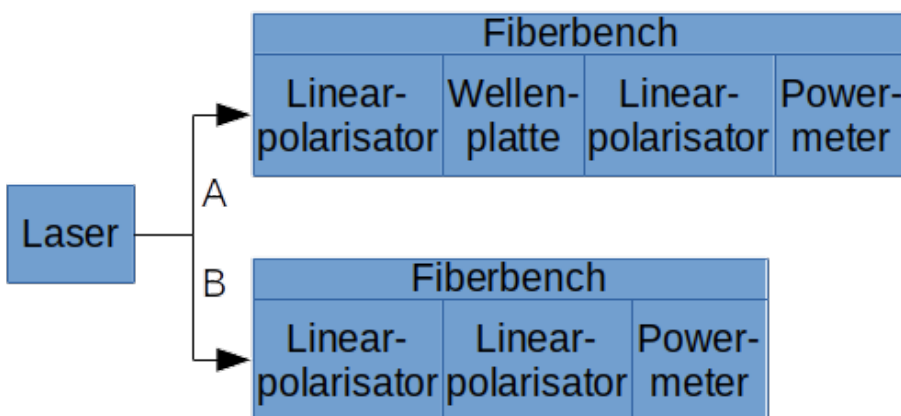 Fiberbench
Linear-
polarisator
Wellen-
platte
Linear-
polarisator
Power-
meter
A
Laser
B
Fiberbench
Linear-
polarisator
Linear-
polarisator
Power-
meter